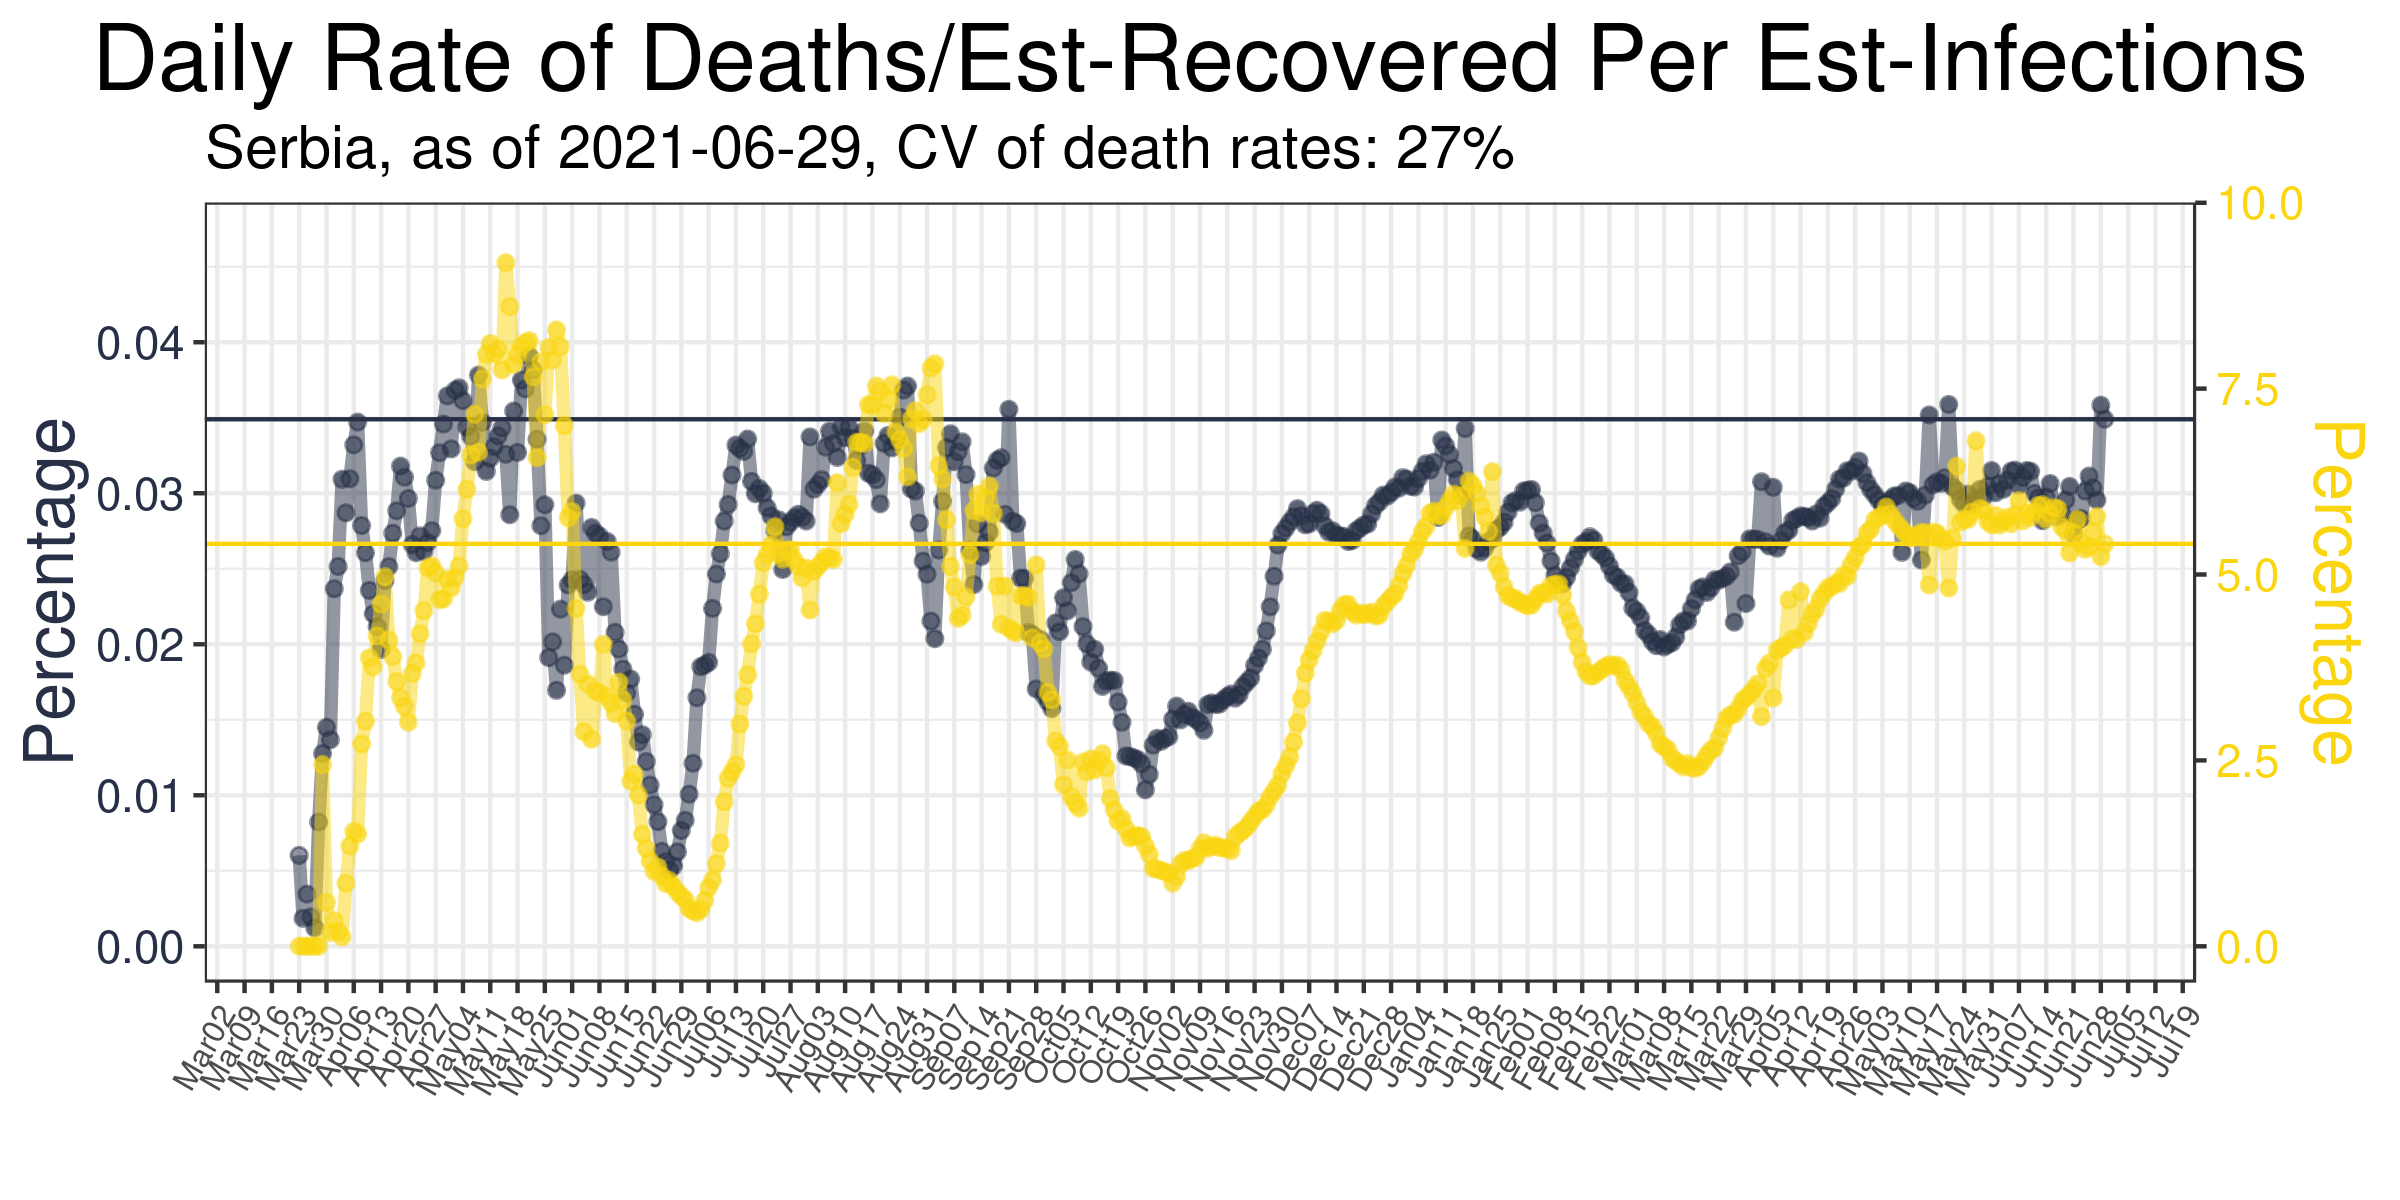 Daily Rate of Deaths/Est-Recovered Per Est-Infections
Serbia, as of 2021-06-29, CV of death rates: 27%
Percentage
0.04
0.03
0.02
0.01
0.00
10.0
7.5
5.0
2.5
0.0
Percentage
Mar02
Mar09
Mar16
Mar23
Mar30
Apr06
Apr13
Apr20
Apr27
May04
May11
May18
May25
Jun01
Jun08
Jun15
Jun22
Jun29
Jul06
Jul13
Jul20
Jul27
Aug03
Aug10
Aug17
Aug24
Aug31
Sep07
Sep14
Sep21
Sep28
Oct05
Oct12
Oct19
Oct26
Nov02
Nov09
Nov16
Nov23
Nov30
Dec07
Dec14
Dec21
Dec28
Jan04
Jan11
Jan18
Jan25
Feb01
Feb08
Feb15
Feb22
Mar01
Mar08
Mar15
Mar22
Mar29
Apr05
Apr12
Apr19
Apr26
May03
May10
May17
May24
May31
Jun07
Jun14
Jun21
Jun28
Jul05
Jul12
Jul19